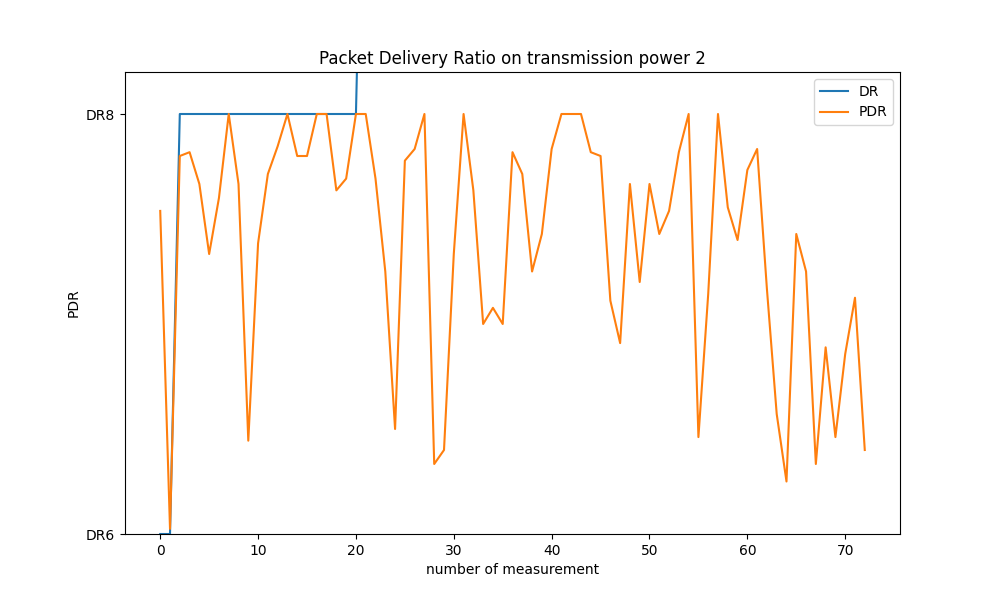 Packet Delivery Ratio on transmission power 2
DR
PDR
DR8
PDR
DR6
0 10 20 30 40 50 60 70
number of measurement